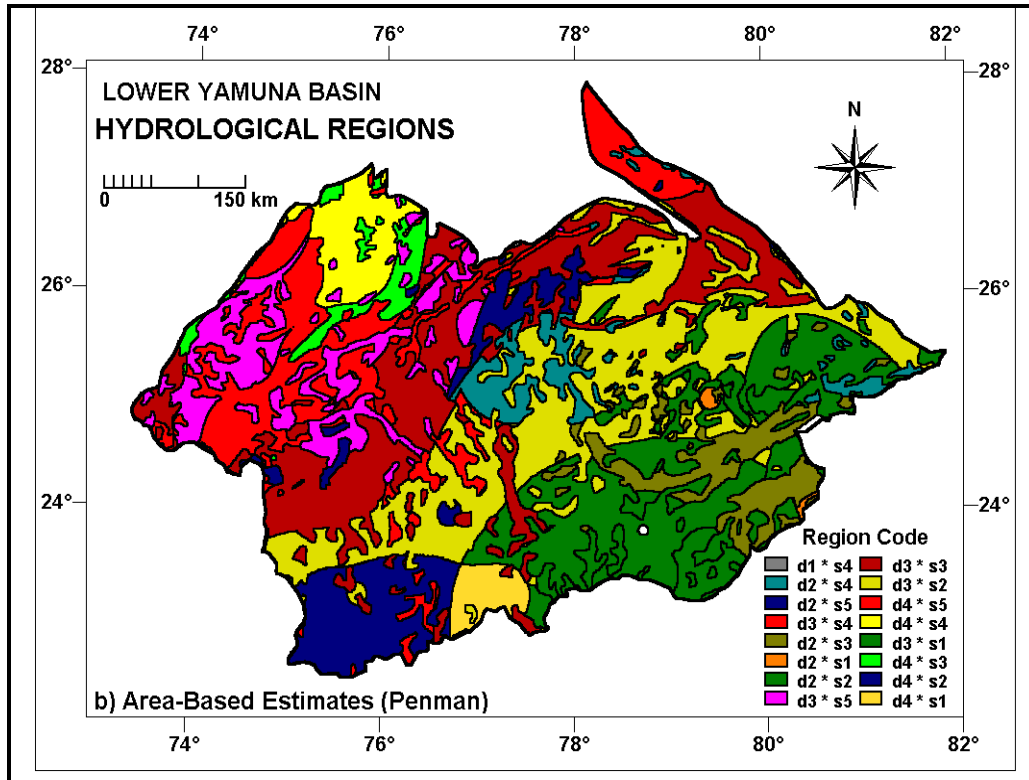 74° 76° 78° 80° 82°
28° 28°
LOWER YAMUNA BASIN
HYDROLOGICAL REGIONS
N
0 150 km
26° 26°
24° 24°
Region Code
d1 * s4 d3 * s3
d2 * s4 d3 * s2
d2 * s5 d4 * s5
d3 * s4 d4 * s4
d2 * s3 d3 * s1
d2 * s1 d4 * s3
d2 * s2 d4 * s2
d3 * s5 d4 * s1
b) Area-Based Estimates (Penman)
74° 76° 78° 80° 82°